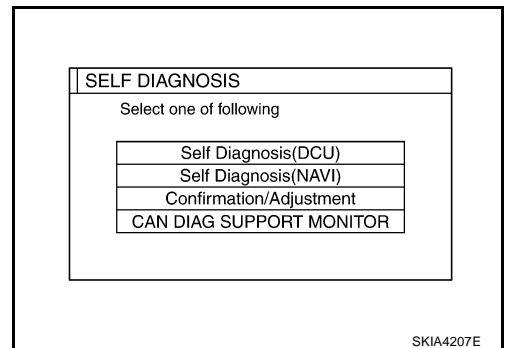 SELF DIAGNOSIS
Select one of following
Self Diagnosis(DCU)
Self Diagnosis(NAVI)
Confirmation/Adjustment
CAN DIAG SUPPORT MONITOR
SKIA4207E